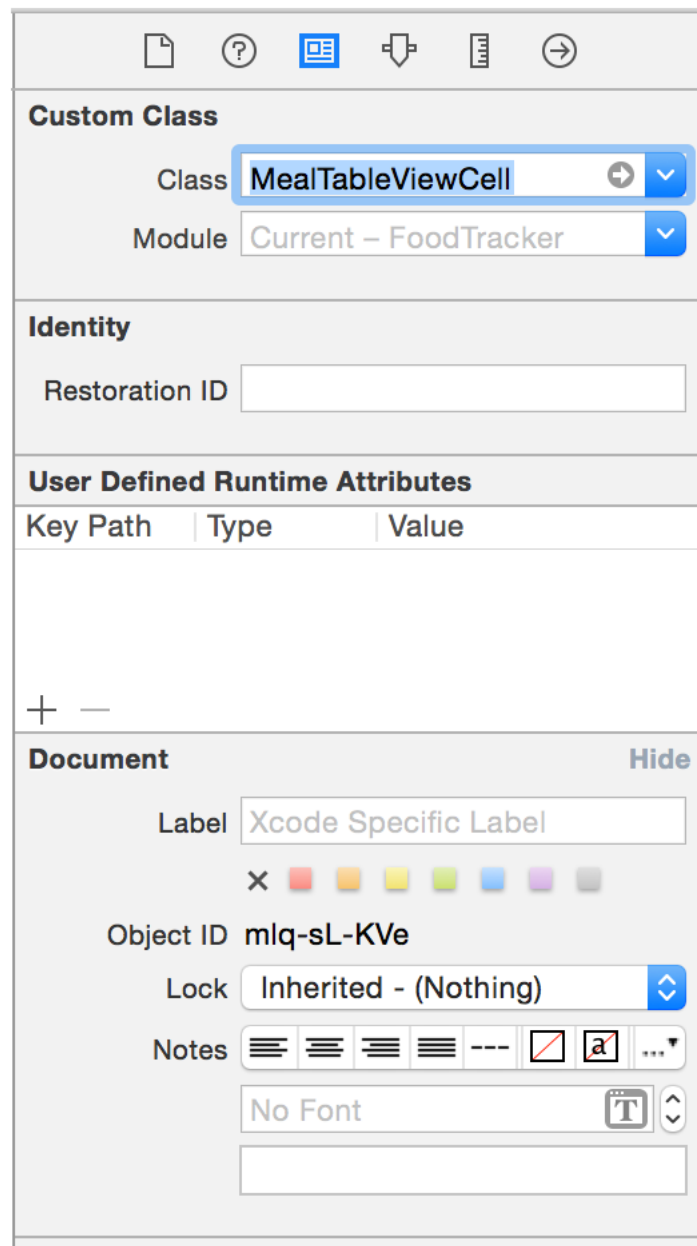 Custom Class
Class MealTableViewCell
Module Current – FoodTracker
Identity
Restoration ID
User Defined Runtime Attributes
Key Path Type Value
Document Hide
Label Xcode Specific Label
Object ID mlq-sL-KVe
Lock Inherited - (Nothing)
Notes --- a ...
No Font T